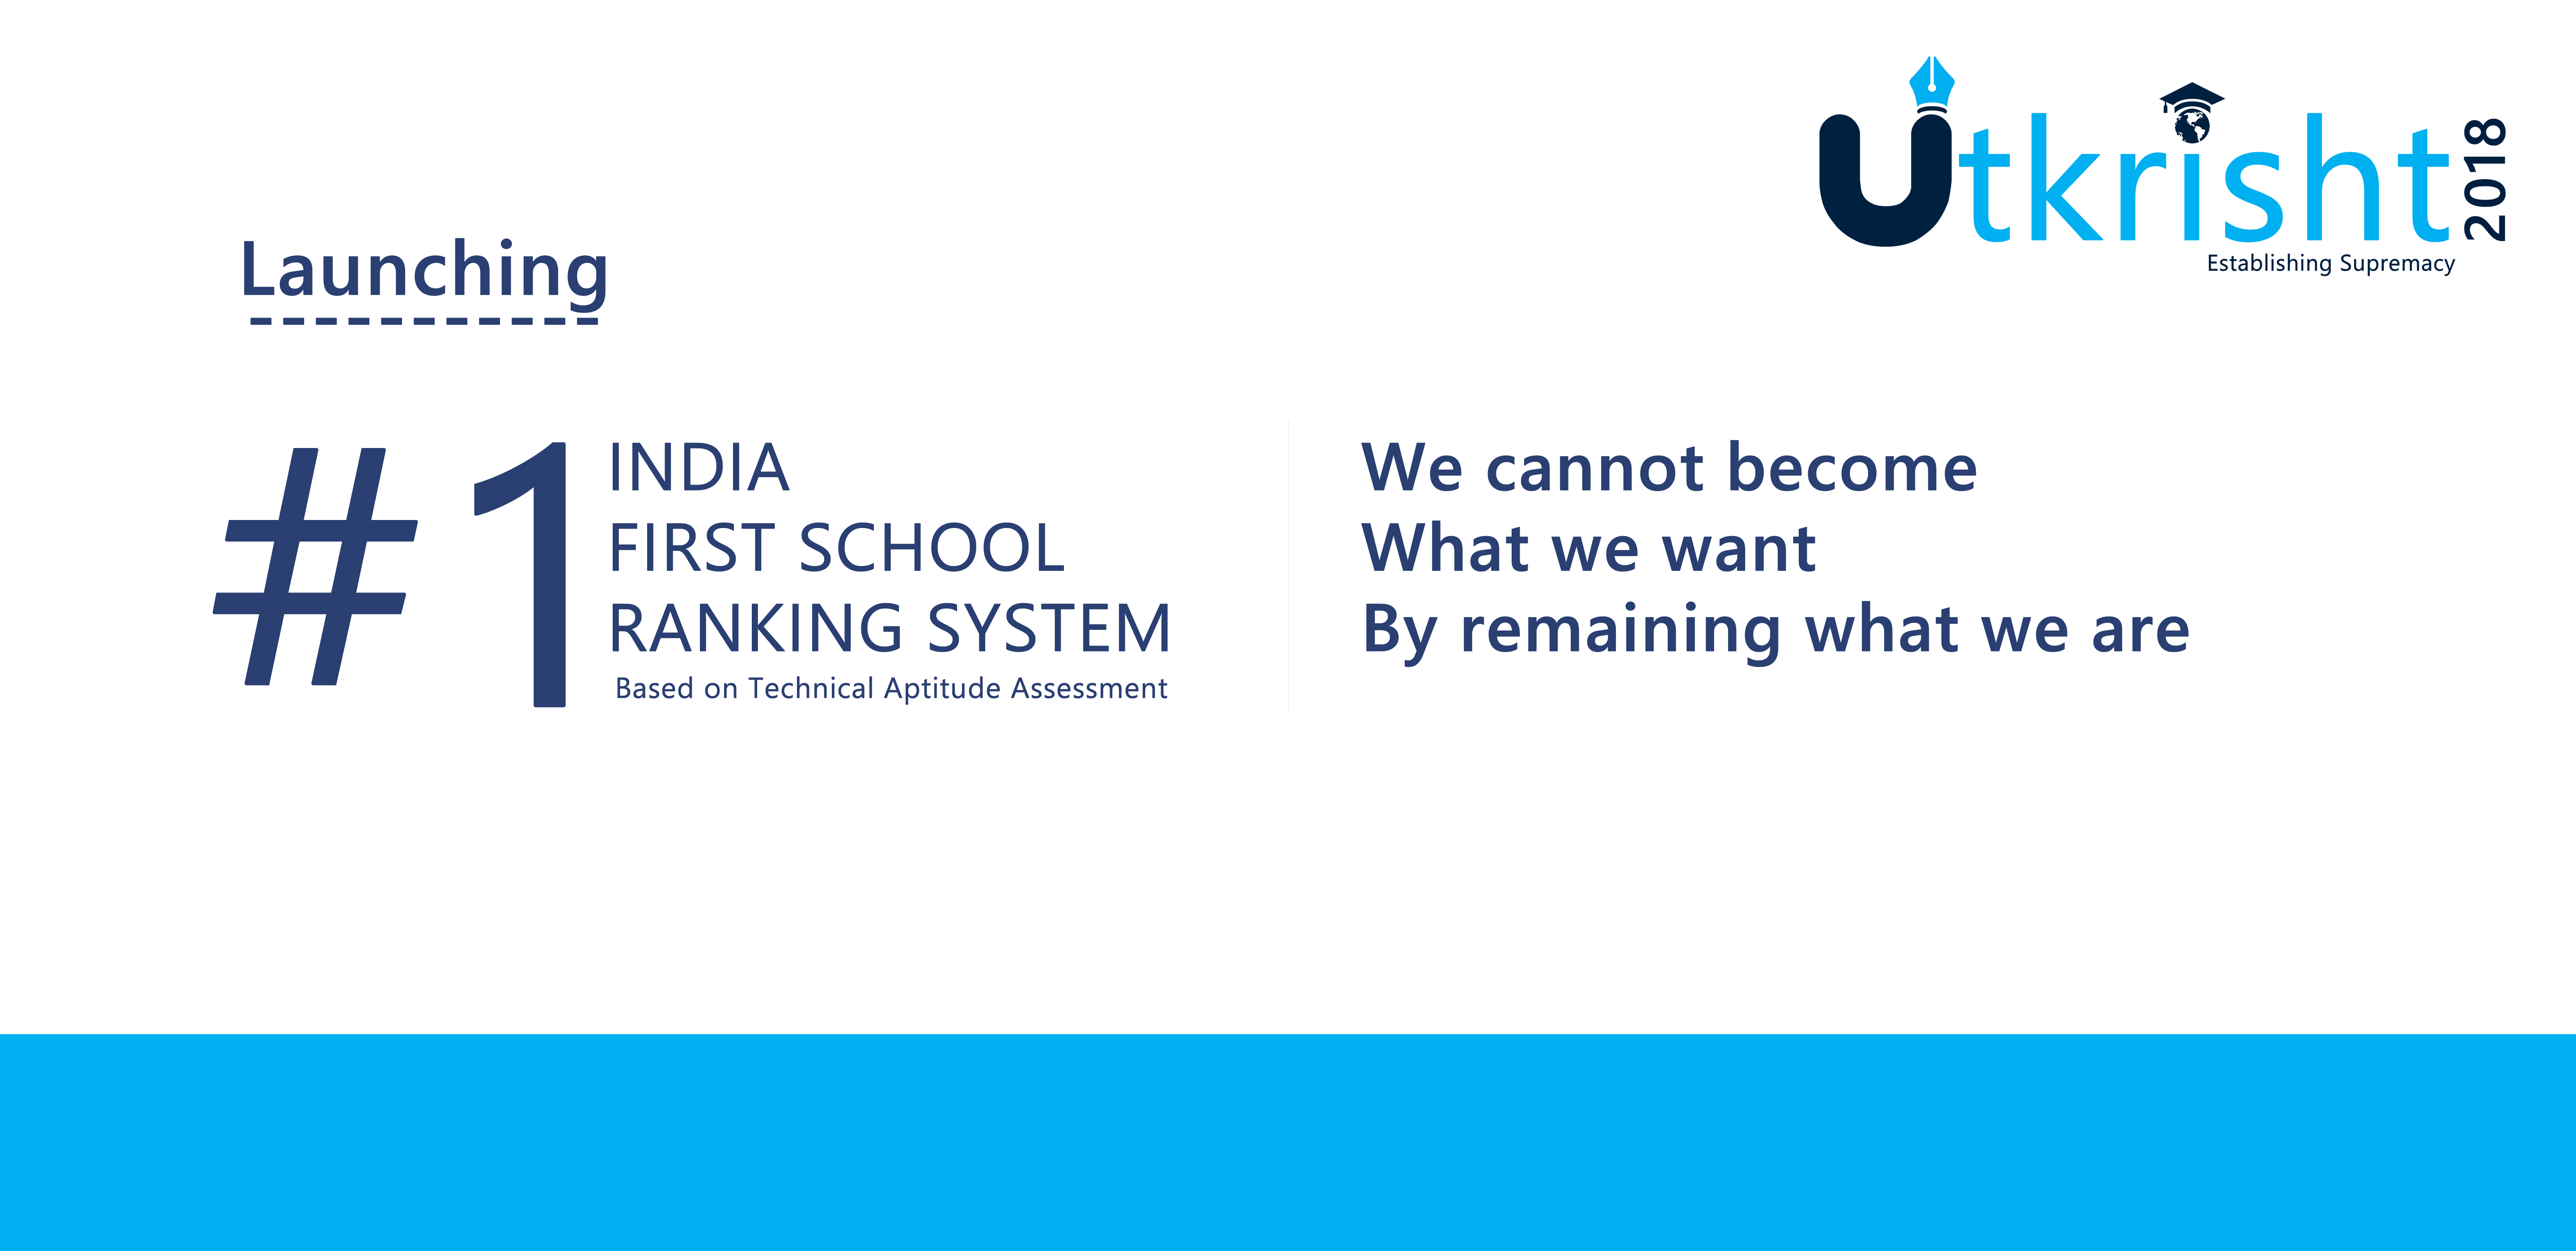 Utkrisht 2018
Establishing Supremacy
Launching
#1
INDIA
FIRST SCHOOL
RANKING SYSTEM
Based on Technical Aptitude Assessment
We cannot become
What we want
By remaining what we are